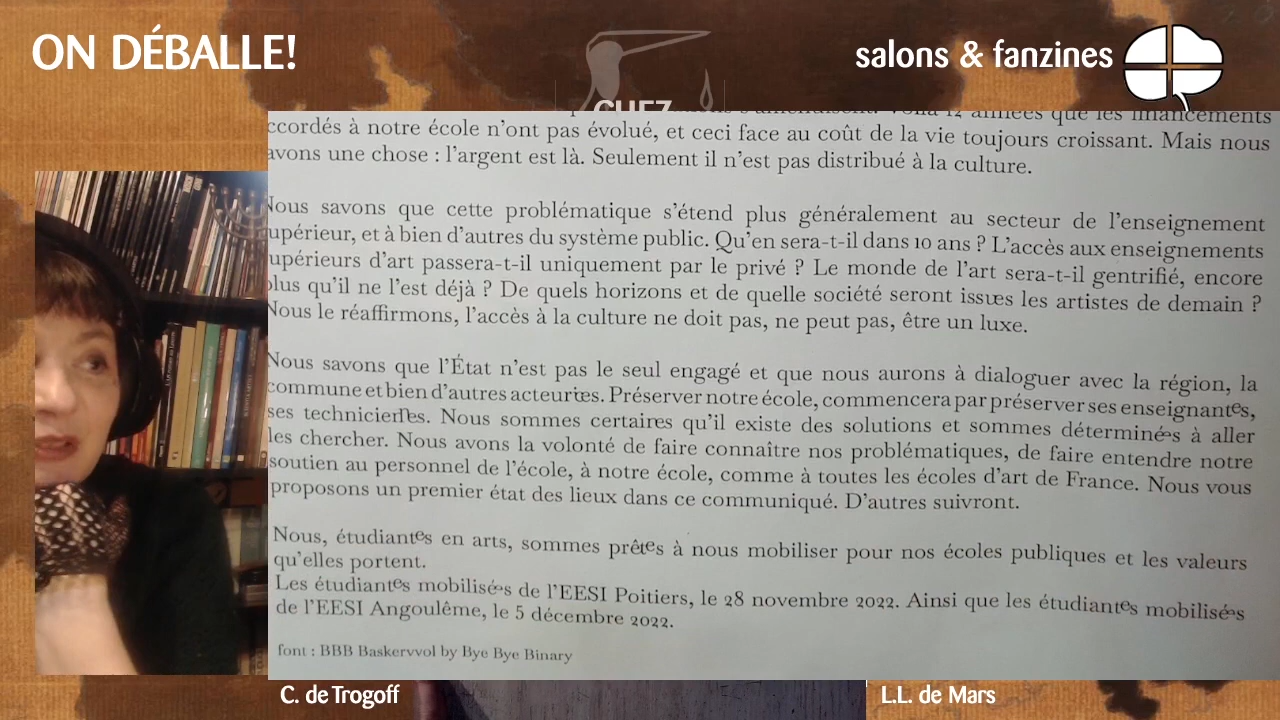 ON DÉBALLE!
salons & fanzines
CHEZ
années que les financements
ccordés à notre école n'ont pas évolué, et ceci face au coût de la vie toujours croissant. Mais nous
avons une chose : l'argent est là. Seulement il n'est pas distribué à la culture.
Nous savons que cette problématique s'étend plus généralement au secteur de l'enseignement
upérieur, et à bien d'autres du système public. Qu'en sera-t-il dans 10 ans ? L'accès aux enseignements
upérieurs d'art passera-t-il uniquement par le privé ? Le monde de l'art sera-t-il gentrifié, encore
plus qu'il ne l'est déjà ? De quels horizons et de quelle société seront issues les artistes de demain ?
Nous le réaffirmons, l'accès à la culture ne doit pas, ne peut pas, être un luxe.
Nous savons que l'État n'est pas le seul engagé et que nous aurons à dialoguer avec la région, la
commune et bien d'autres acteurices. Préserver notre école, commencera par préserver ses enseignantes,
ses techniciennes. Nous sommes certaires qu'il existe des solutions et sommes déterminées à aller
les chercher. Nous avons la volonté de faire connaître nos problématiques, de faire entendre notre
soutien au personnel de l'école, à notre école, comme à toutes les écoles d'art de France. Nous vous
proposons un premier état des lieux dans ce communiqué. D'autres suivront.
Nous, étudiantes en arts, sommes prêtes à nous mobiliser pour nos écoles publiques et les valeurs
qu'elles portent.
Les étudiantes mobilisées de l'EESI Poitiers, le 28 novembre 2022. Ainsi que les étudiantes mobilisées
de l'EESI Angoulême, le 5 décembre 2022.
font : BBB Baskervvol by Bye Bye Binary
C. de Trogoff
L.L. de Mars